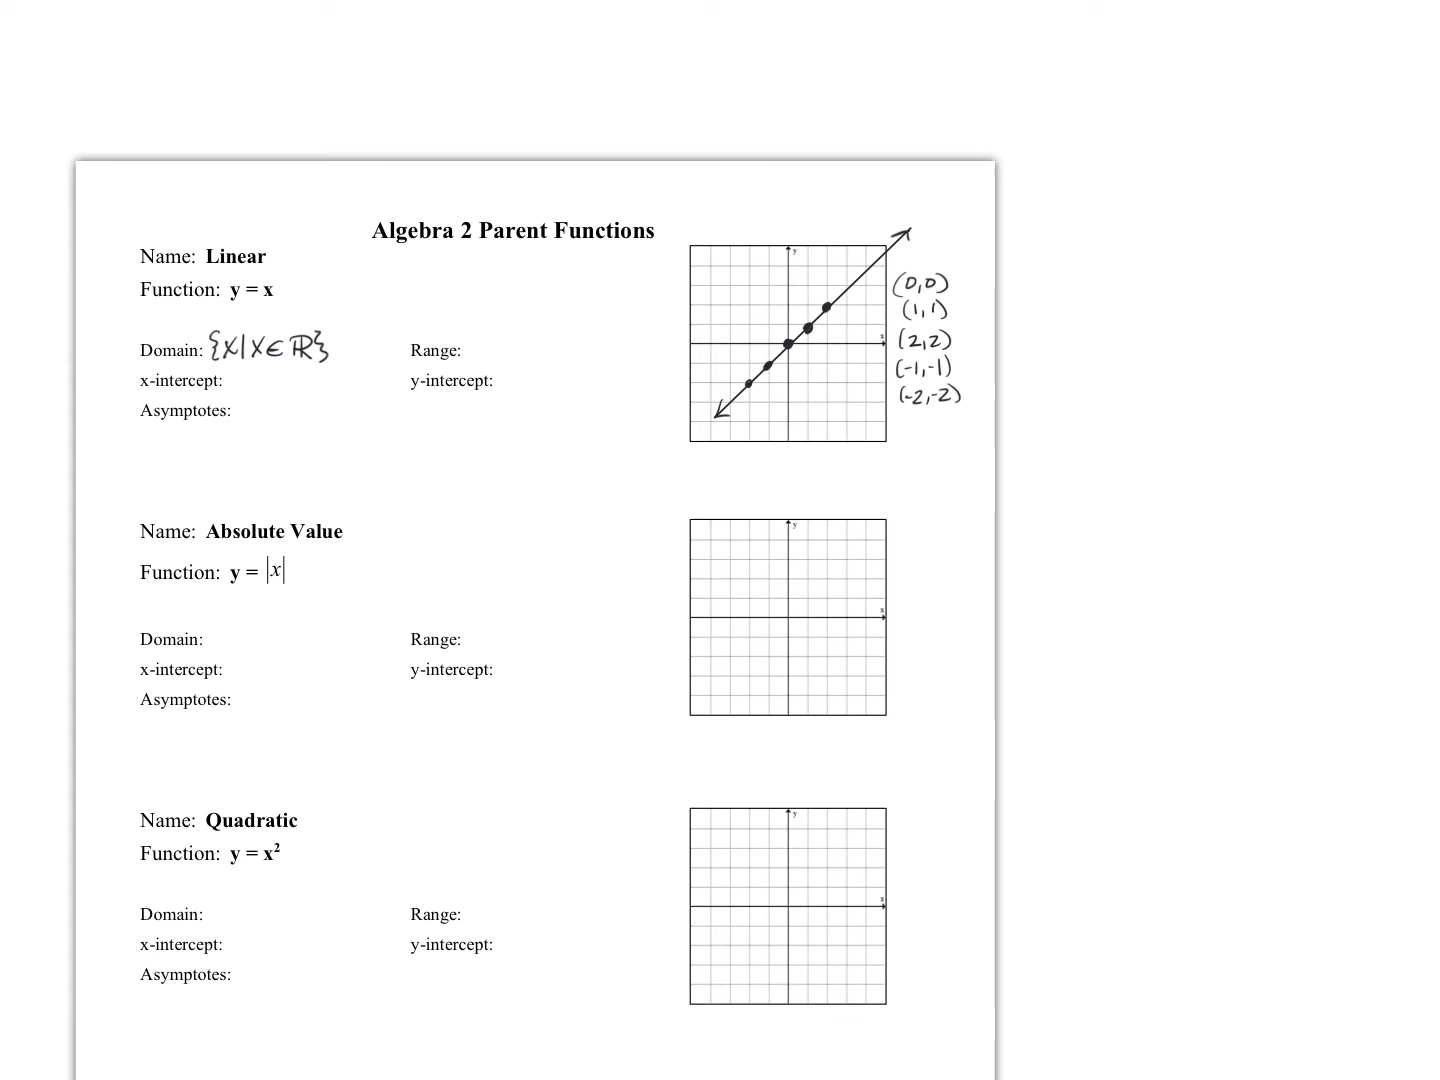 Algebra 2 Parent Functions
Name: Linear
Function: y = x
Domain: {x|x∈ℝ} Range:
x-intercept: y-intercept:
Asymptotes:
y
x
(0,0)
(1,1)
(2,2)
(-1,-1)
(-2,-2)
Name: Absolute Value
Function: y = |x|
Domain: Range:
x-intercept: y-intercept:
Asymptotes:
y
x
Name: Quadratic
Function: y = x²
Domain: Range:
x-intercept: y-intercept:
Asymptotes:
y
x